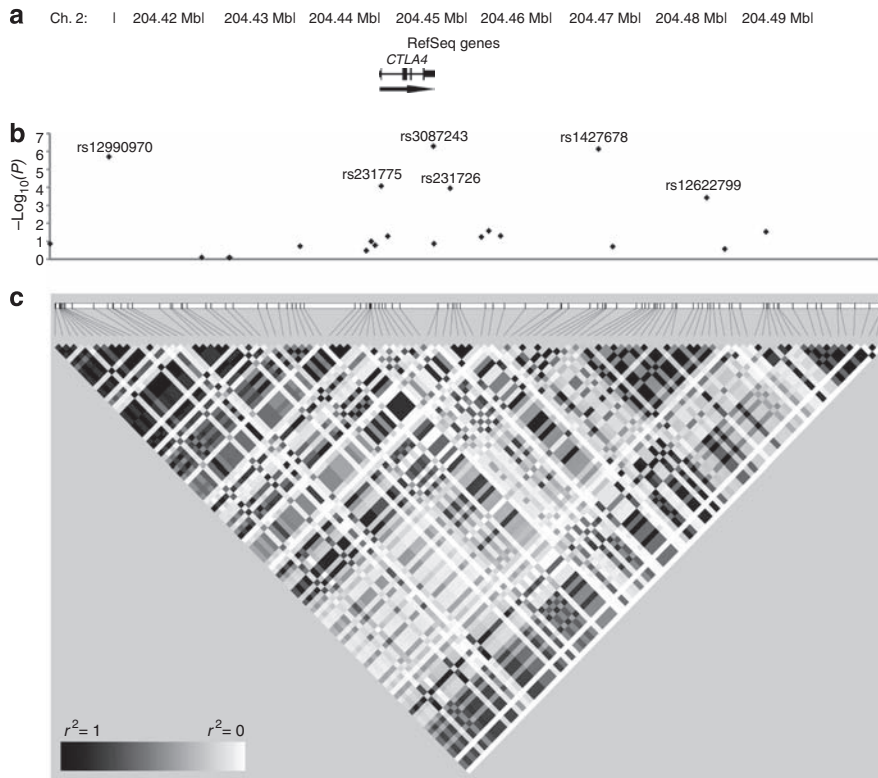 a Ch. 2: | 204.42 Mb| 204.43 Mb| 204.44 Mb| 204.45 Mb| 204.46 Mb| 204.47 Mb| 204.48 Mb| 204.49 Mb|
RefSeq genes
CTLA4
b
7
6
5
4
3
2
1
0
–Log10(P)
rs12990970
rs3087243
rs1427678
rs231775
rs231726
rs12622799
c
r2= 1 r2= 0